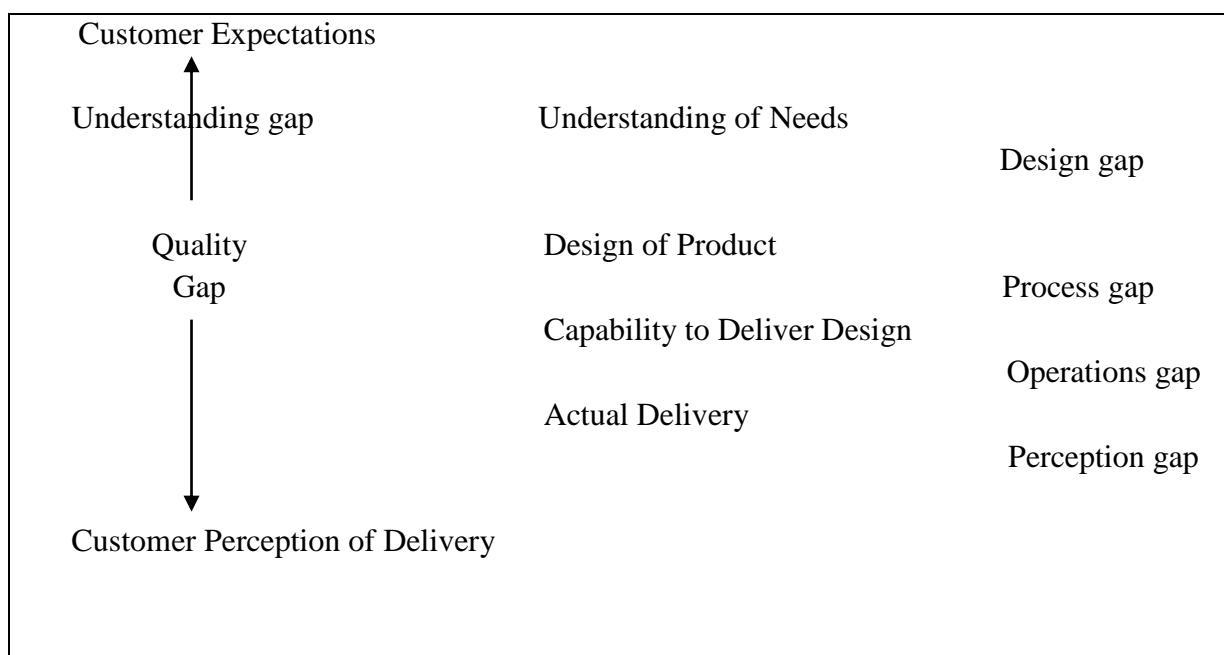 Customer Expectations
Understanding gap Understanding of Needs
Design gap
Quality Design of Product
Gap Process gap
Capability to Deliver Design
Operations gap
Actual Delivery
Perception gap
Customer Perception of Delivery